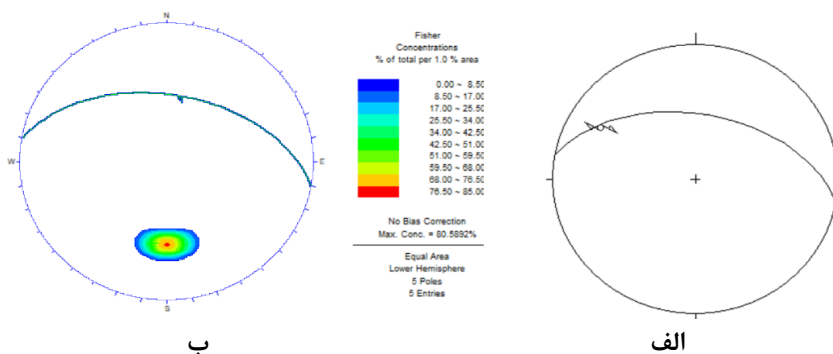 N
W
E
S
Fisher
Concentrations
% of total per 1.0 % area
0.00 ~ 8.50
8.50 ~ 17.00
17.00 ~ 25.50
25.50 ~ 34.00
34.00 ~ 42.50
42.50 ~ 51.00
51.00 ~ 59.50
59.50 ~ 68.00
68.00 ~ 76.50
76.50 ~ 85.00
No Bias Correction
Max. Conc. = 80.5892%
Equal Area
Lower Hemisphere
5 Poles
5 Entries
الف
ب